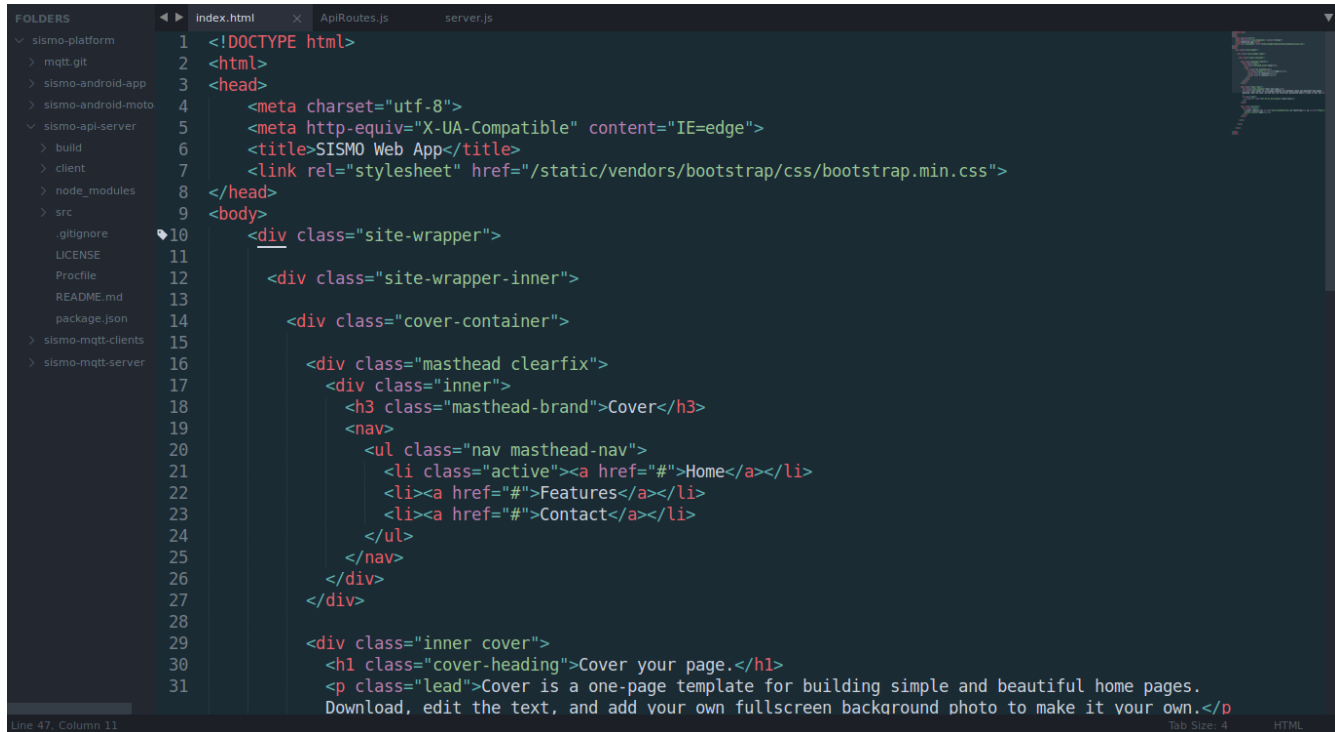 FOLDERS
sismo-platform
mqtt.git
sismo-android-app
sismo-android-moto
sismo-api-server
build
client
node_modules
src
.gitignore
LICENSE
Procfile
README.md
package.json
sismo-mqtt-clients
sismo-mqtt-server
index.html × ApiRoutes.js server.js
1 <!DOCTYPE html>
2 <html>
3 <head>
4 <meta charset="utf-8">
5 <meta http-equiv="X-UA-Compatible" content="IE=edge">
6 <title>SISMO Web App</title>
7 <link rel="stylesheet" href="/static/vendors/bootstrap/css/bootstrap.min.css">
8 </head>
9 <body>
10 <div class="site-wrapper">
11
12 <div class="site-wrapper-inner">
13
14 <div class="cover-container">
15
16 <div class="masthead clearfix">
17 <div class="inner">
18 <h3 class="masthead-brand">Cover</h3>
19 <nav>
20 <ul class="nav masthead-nav">
21 <li class="active"><a href="#">Home</a></li>
22 <li><a href="#">Features</a></li>
23 <li><a href="#">Contact</a></li>
24 </ul>
25 </nav>
26 </div>
27 </div>
28
29 <div class="inner cover">
30 <h1 class="cover-heading">Cover your page.</h1>
31 <p class="lead">Cover is a one-page template for building simple and beautiful home pages.
Download, edit the text, and add your own fullscreen background photo to make it your own.</p
Line 47, Column 11 Tab Size: 4 HTML